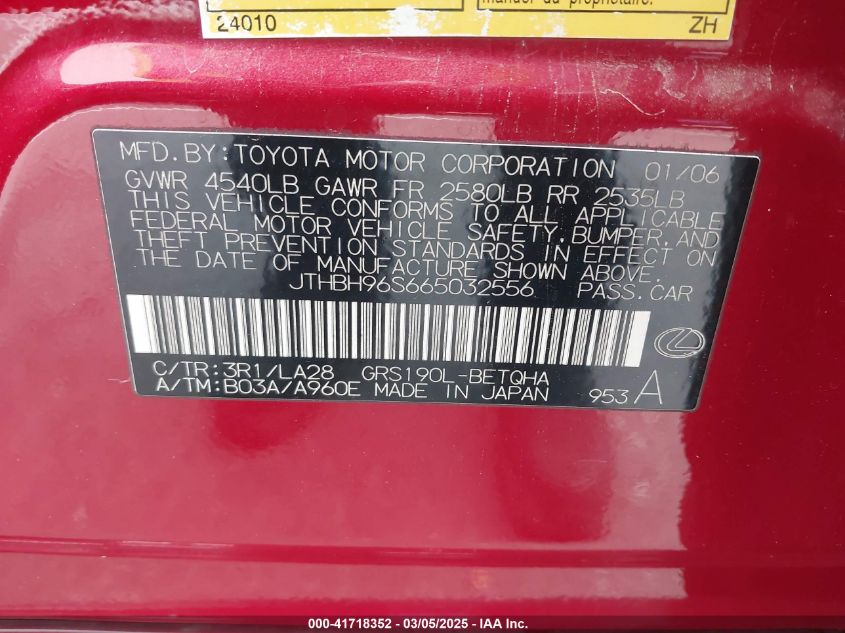 manuel du propriétaire.
24010 ZH
MFD.BY:TOYOTA MOTOR CORPORATION 01/06
GVWR 4540LB GAWR FR 2580LB RR 2535LB
THIS VEHICLE CONFORMS TO ALL APPLICABLE
FEDERAL MOTOR VEHICLE SAFETY,BUMPER,AND
THEFT PREVENTION STANDARDS IN EFFECT ON
THE DATE OF MANUFACTURE SHOWN ABOVE.
JTHBH96S665032556 PASS.CAR
C/TR:3R1/LA28 GRS190L-BETQHA
A/TM:B03A/A960E MADE IN JAPAN 953 A
000-41718352 - 03/05/2025 - IAA Inc.